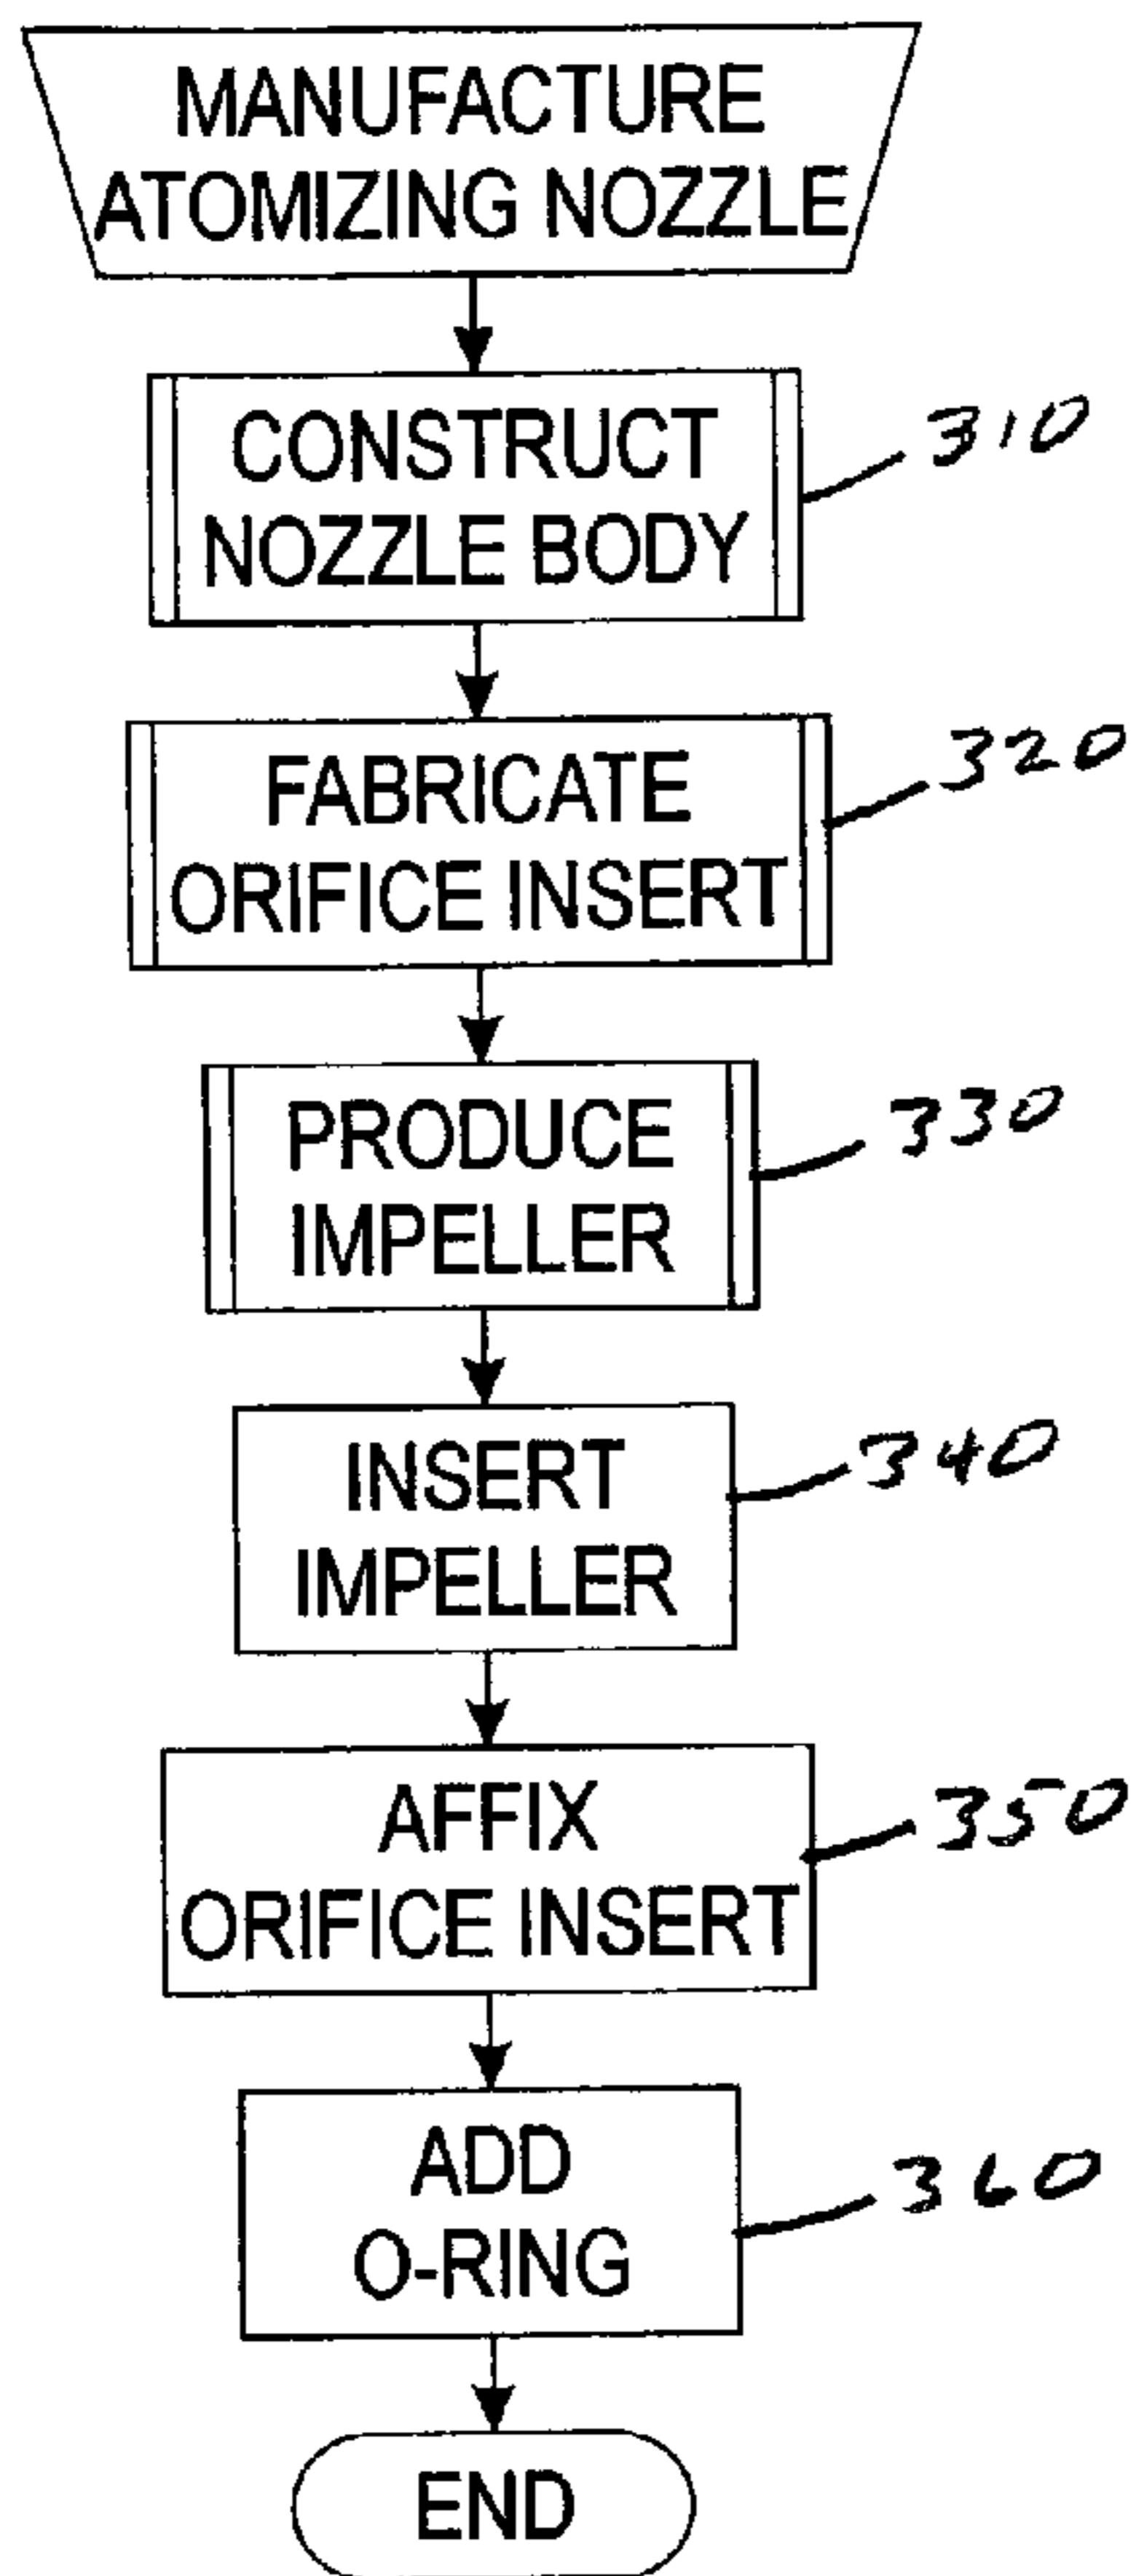 MANUFACTURE
ATOMIZING NOZZLE
CONSTRUCT
NOZZLE BODY
310
FABRICATE
ORIFICE INSERT
320
PRODUCE
IMPELLER
330
INSERT
IMPELLER
340
AFFIX
ORIFICE INSERT
350
ADD
O-RING
360
END